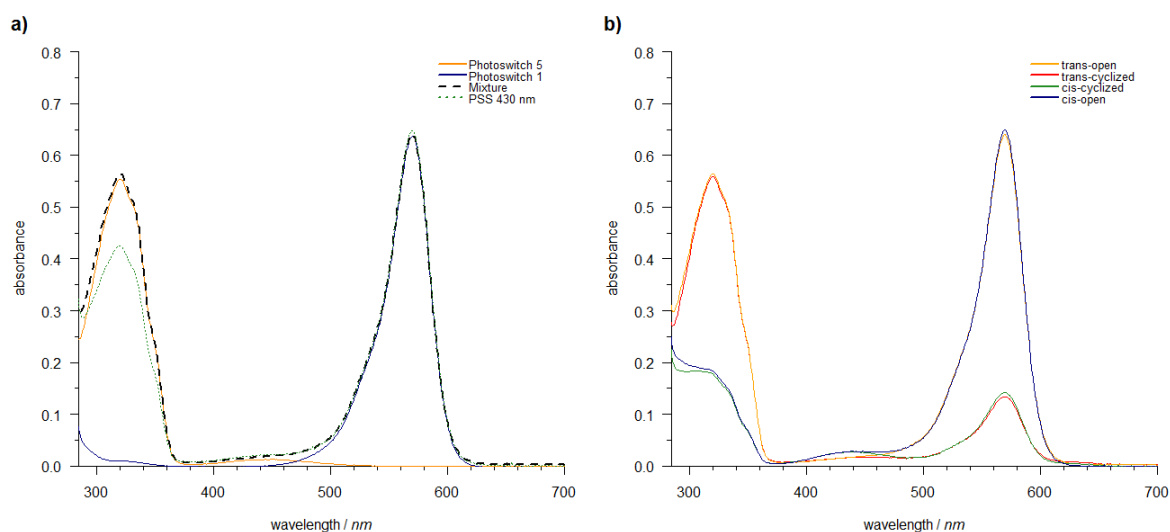 a)
0.8
0.7
0.6
0.5
0.4
0.3
0.2
0.1
0.0
absorbance
300
400
500
600
700
wavelength / nm
Photoswitch 5
Photoswitch 1
Mixture
PSS 430 nm
b)
0.8
0.7
0.6
0.5
0.4
0.3
0.2
0.1
0.0
absorbance
300
400
500
600
700
wavelength / nm
trans-open
trans-cyclized
cis-cyclized
cis-open